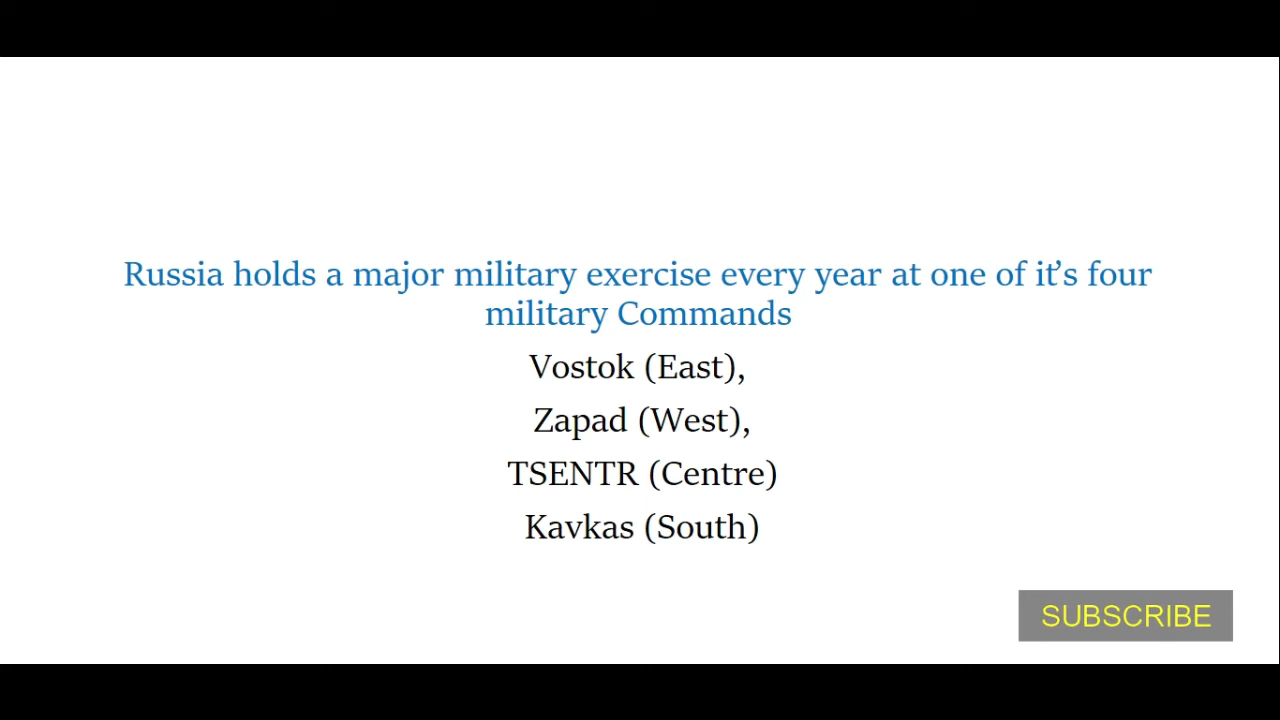 Russia holds a major military exercise every year at one of it’s four
military Commands
Vostok (East),
Zapad (West),
TSENTR (Centre)
Kavkas (South)
SUBSCRIBE